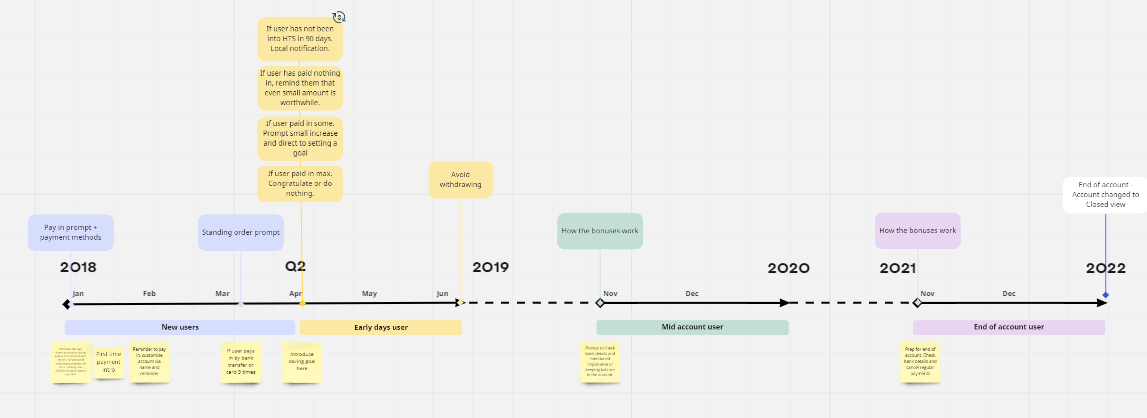 If user has not been
into HTS in 90 days.
Local notification.
If user has paid nothing
in, remind them that
even small amount is
worthwhile.
If user paid in some.
Prompt small increase
and direct to setting a
goal
If user paid in max.
Congratulate or do
nothing.
Avoid
withdrawing
End of account -
Account changed to
Closed view
Pay in prompt +
payment methods
Standing order prompt
How the bonuses work
How the bonuses work
2018
Q2
2019
2020
2021
2022
Jan
Feb
Mar
Apr
May
Jun
Nov
Dec
Nov
Dec
New users
Early days user
Mid account user
End of account user
First time
payment
intro
Reminder to pay
in, customise
account via
name and
reminder
If user pays
in by bank
transfer or
card 3 times
Introduce
saving goal
here
Prompt to check
bank details and
importance of
keeping balance
in the account
Prep for end of
account. Check
bank details and
cancel regular
payments